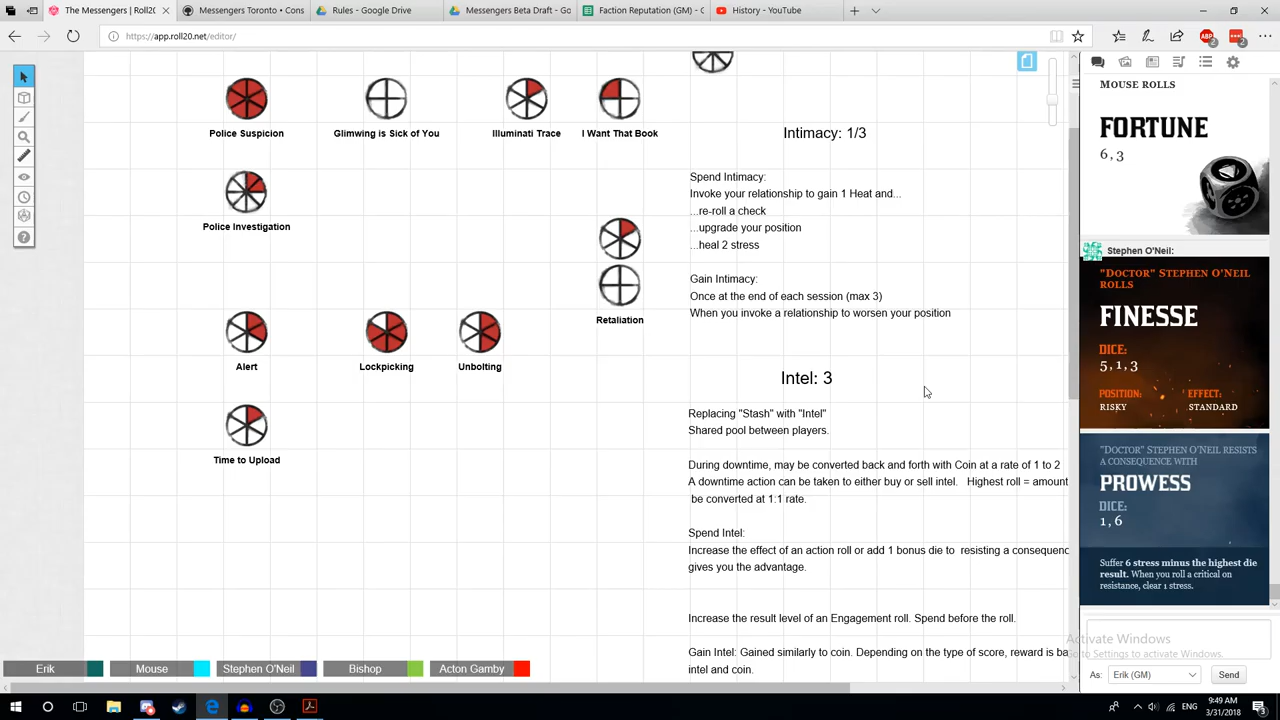 The Messengers | Roll20
Messengers Toronto • Cons
Rules - Google Drive
Messengers Beta Draft - Go
Faction Reputation (GM) - G
History - YouTube
https://app.roll20.net/editor/
ABP
2
2
Police Suspicion
Glimwing is Sick of You
Illuminati Trace
I Want That Book
Police Investigation
Retaliation
Alert
Lockpicking
Unbolting
Time to Upload
Intimacy: 1/3
Spend Intimacy:
Invoke your relationship to gain 1 Heat and...
...re-roll a check
...upgrade your position
...heal 2 stress
Gain Intimacy:
Once at the end of each session (max 3)
When you invoke a relationship to worsen your position
Intel: 3
Replacing "Stash" with "Intel"
Shared pool between players.
During downtime, may be converted back and forth with Coin at a rate of 1 to 2
A downtime action can be taken to either buy or sell intel. Highest roll = amount
be converted at 1:1 rate.
Spend Intel:
Increase the effect of an action roll or add 1 bonus die to resisting a consequenc
gives you the advantage.
Increase the result level of an Engagement roll. Spend before the roll.
Gain Intel: Gained similarly to coin. Depending on the type of score, reward is ba
intel and coin.
MOUSE ROLLS
FORTUNE
6, 3
Stephen O'Neil:
"DOCTOR" STEPHEN O'NEIL
ROLLS
FINESSE
DICE:
5, 1, 3
POSITION: EFFECT:
RISKY STANDARD
"DOCTOR" STEPHEN O'NEIL RESISTS
A CONSEQUENCE WITH
PROWESS
DICE:
1, 6
Suffer 6 stress minus the highest die
result. When you roll a critical on
resistance, clear 1 stress.
Activate Windows
Go to Settings to activate Windows.
As: Erik (GM) Send
Erik
Mouse
Stephen O'Neil
Bishop
Acton Gamby
ENG
9:49 AM
3/31/2018
3